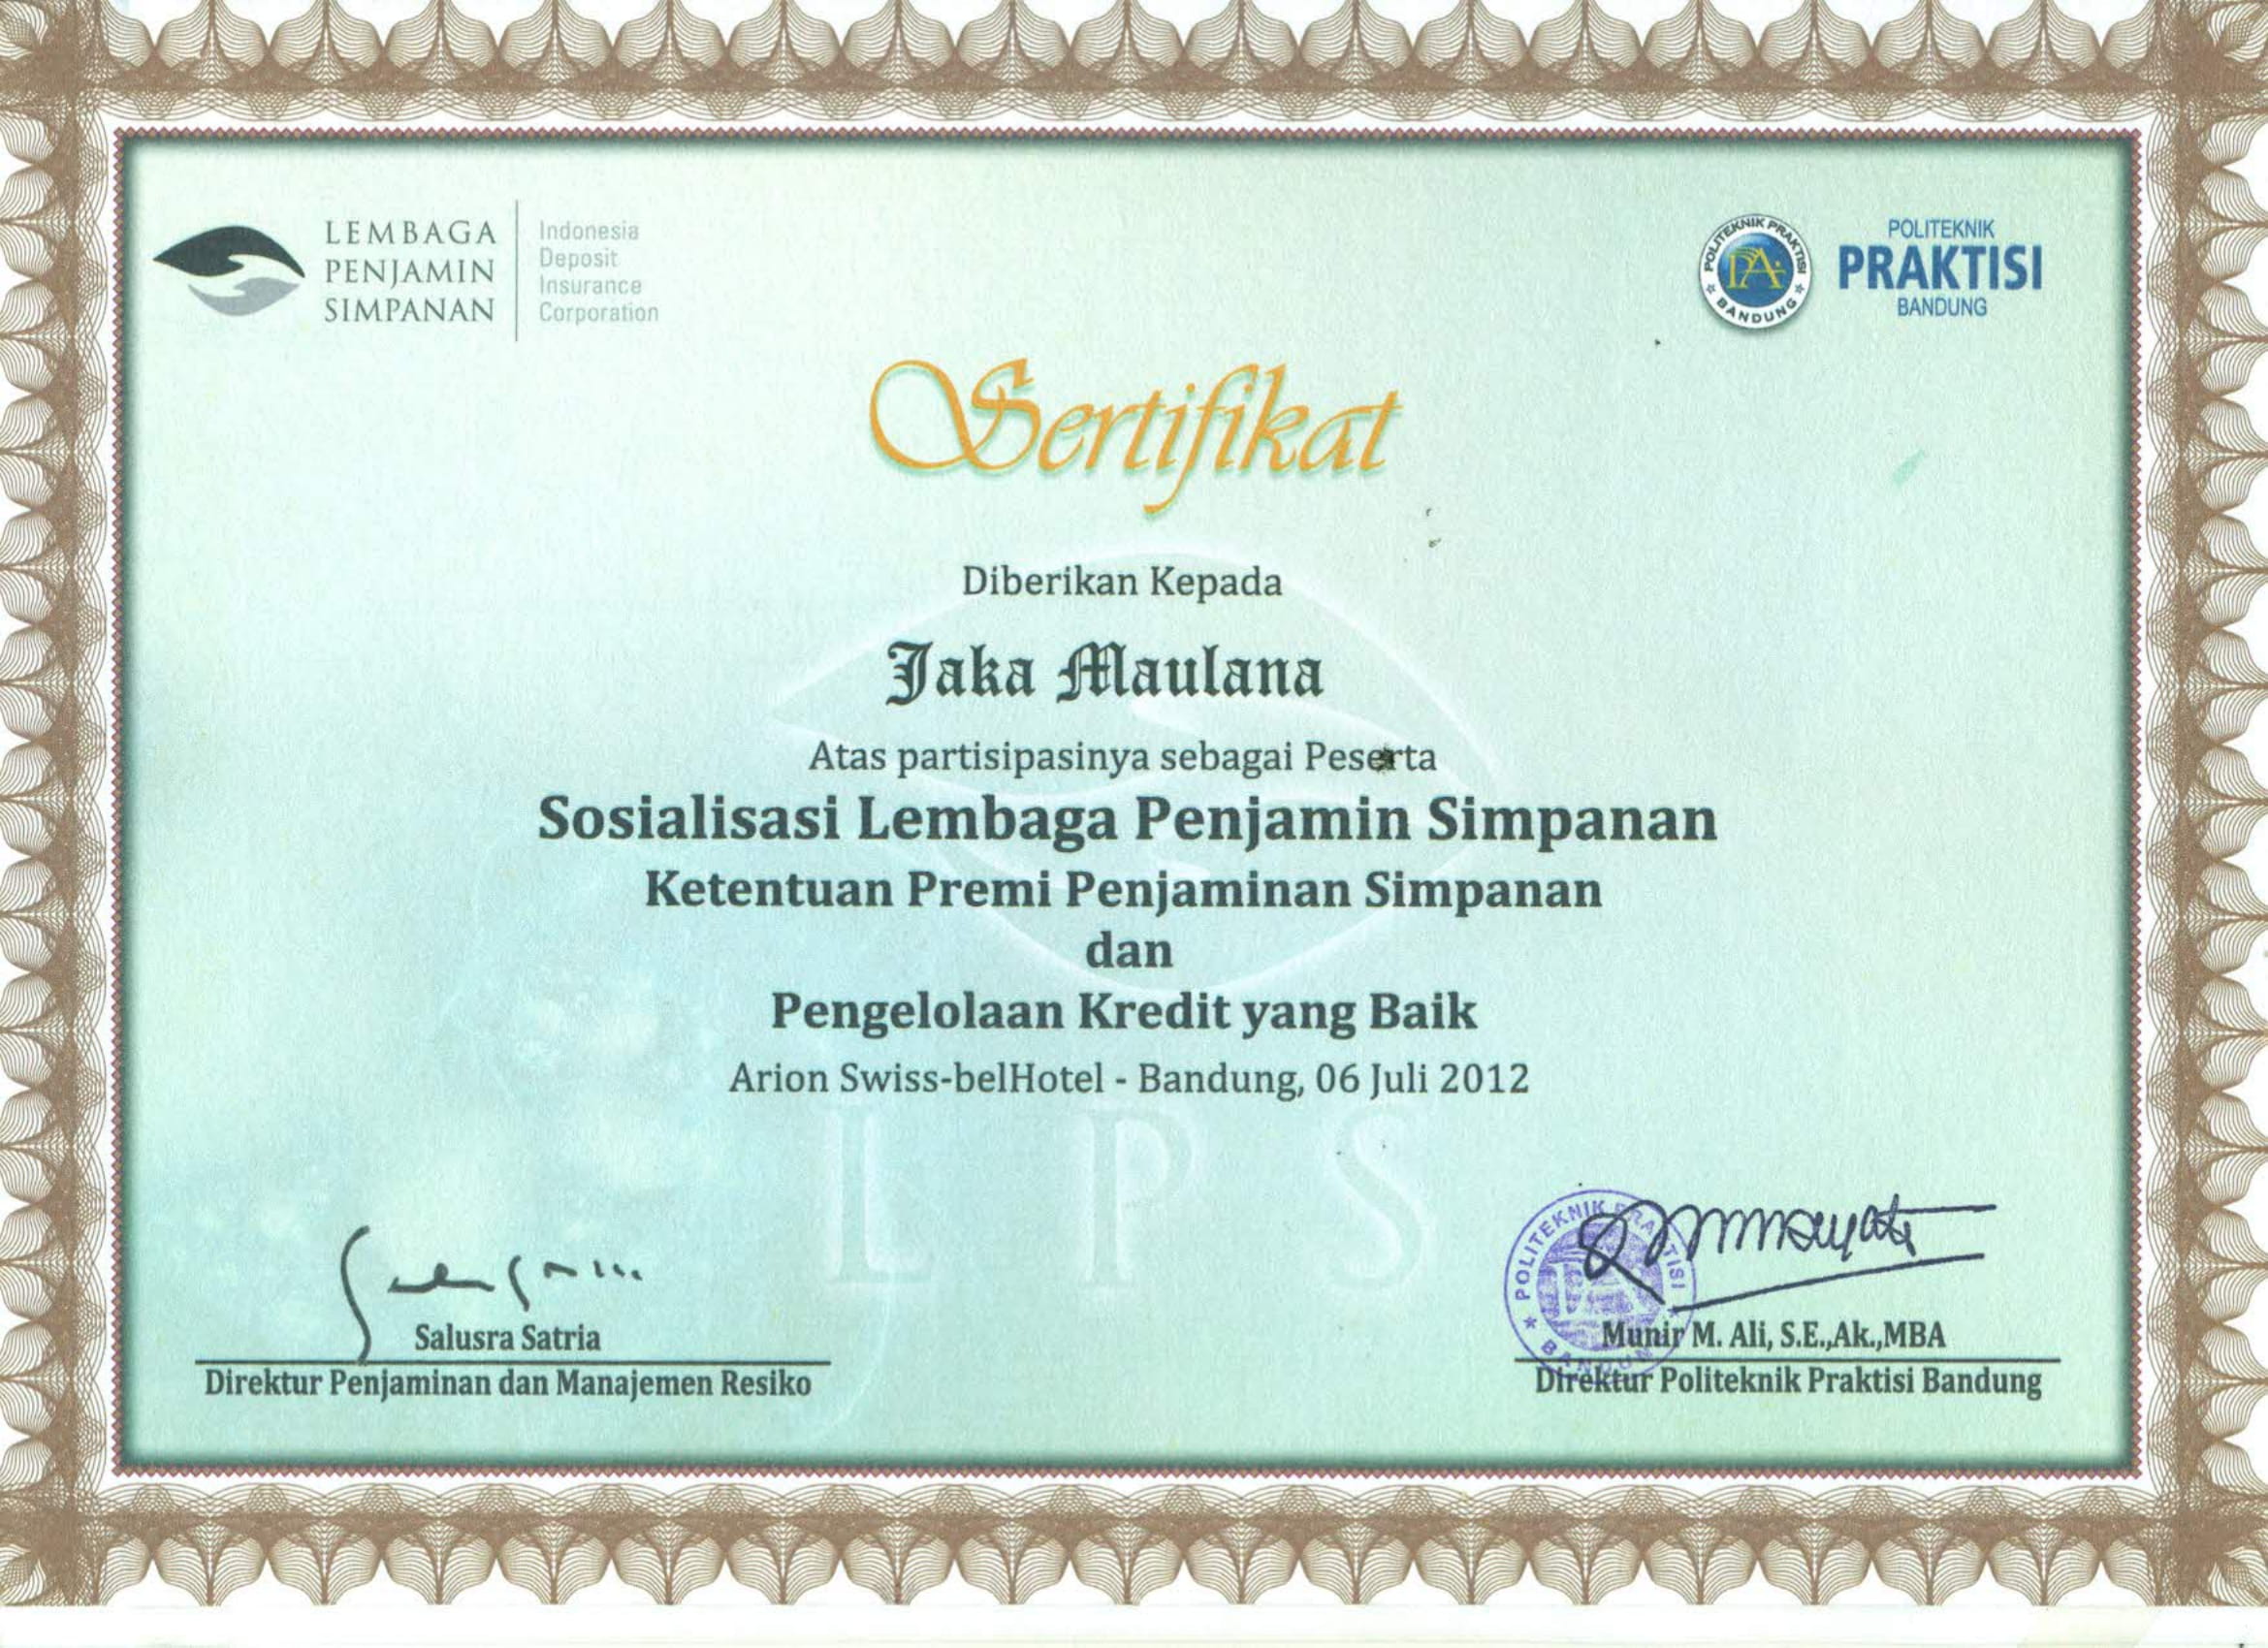 LEMBAGA
PENJAMIN
SIMPANAN
Indonesia
Deposit
Insurance
Corporation
POLITEKNIK PRAKTISI
BANDUNG
PA
POLITEKNIK
PRAKTISI
BANDUNG
Sertifikat
Diberikan Kepada
Jaka Maulana
Atas partisipasinya sebagai Peserta
Sosialisasi Lembaga Penjamin Simpanan
Ketentuan Premi Penjaminan Simpanan
dan
Pengelolaan Kredit yang Baik
Arion Swiss-belHotel - Bandung, 06 Juli 2012
L P S
Salusra Satria
Direktur Penjaminan dan Manajemen Resiko
POLITEKNIK PRAKTISI
BANDUNG
Munir M. Ali, S.E.,Ak.,MBA
Direktur Politeknik Praktisi Bandung